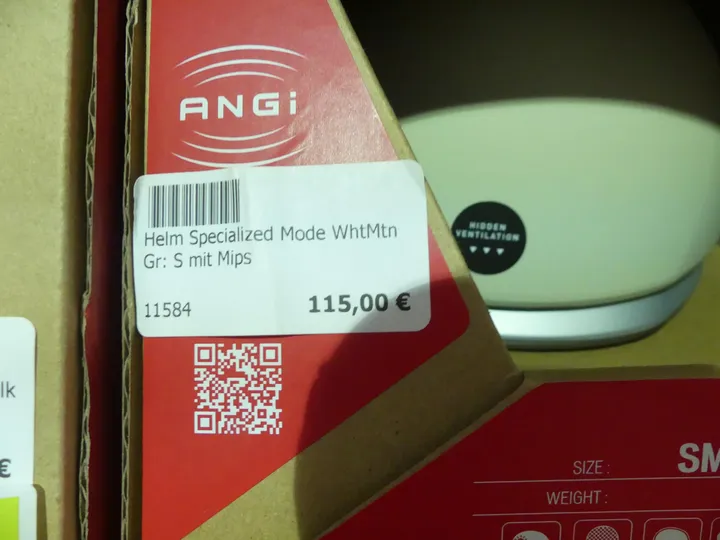 ANGi
Helm Specialized Mode WhtMtn
Gr: S mit Mips
11584 115,00 €
HIDDEN
VENTILATION
lk
€
SIZE : SM
WEIGHT :